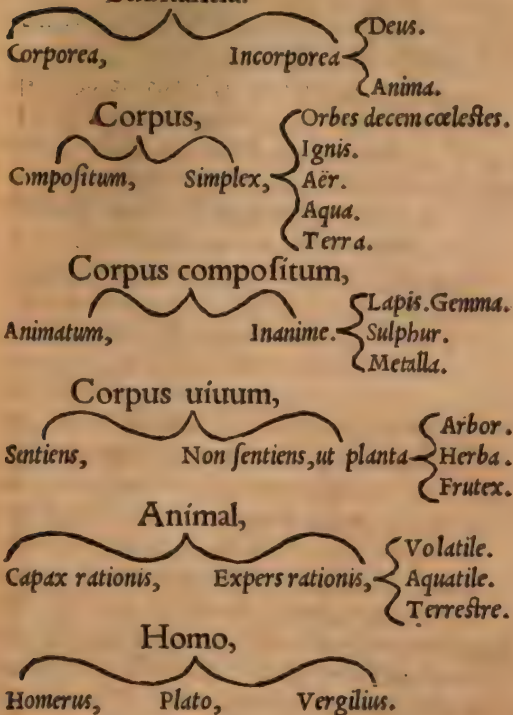 Deus.
Corporea, Incorporea
Anima.
Corpus,
Orbes decem cœlestes.
Ignis.
Cmpoſitum, Simplex, Aër.
Aqua.
Terra.
Corpus compoſitum,
Lapis. Gemma.
Animatum, Inanime. Sulphur.
Metalla.
Corpus uiuum,
Arbor.
Sentiens, Non ſentiens, ut planta Herba.
Frutex.
Animal,
Volatile.
Capax rationis, Expers rationis, Aquatile.
Terreſtre.
Homo,
Homerus, Plato, Vergilius.